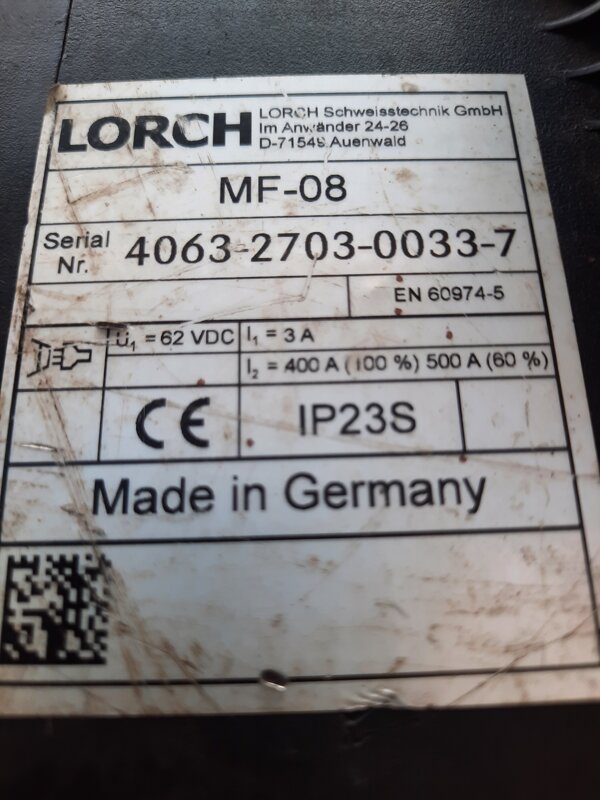 LORCH
LORCH Schweisstechnik GmbH
Im Anwänder 24-26
D-71549 Auenwald
MF-08
Serial
Nr.
4063-2703-0033-7
EN 60974-5
U₁ = 62 VDC
I₁ = 3 A
I₂ = 400 A (100 %) 500 A (60 %)
CE
IP23S
Made in Germany